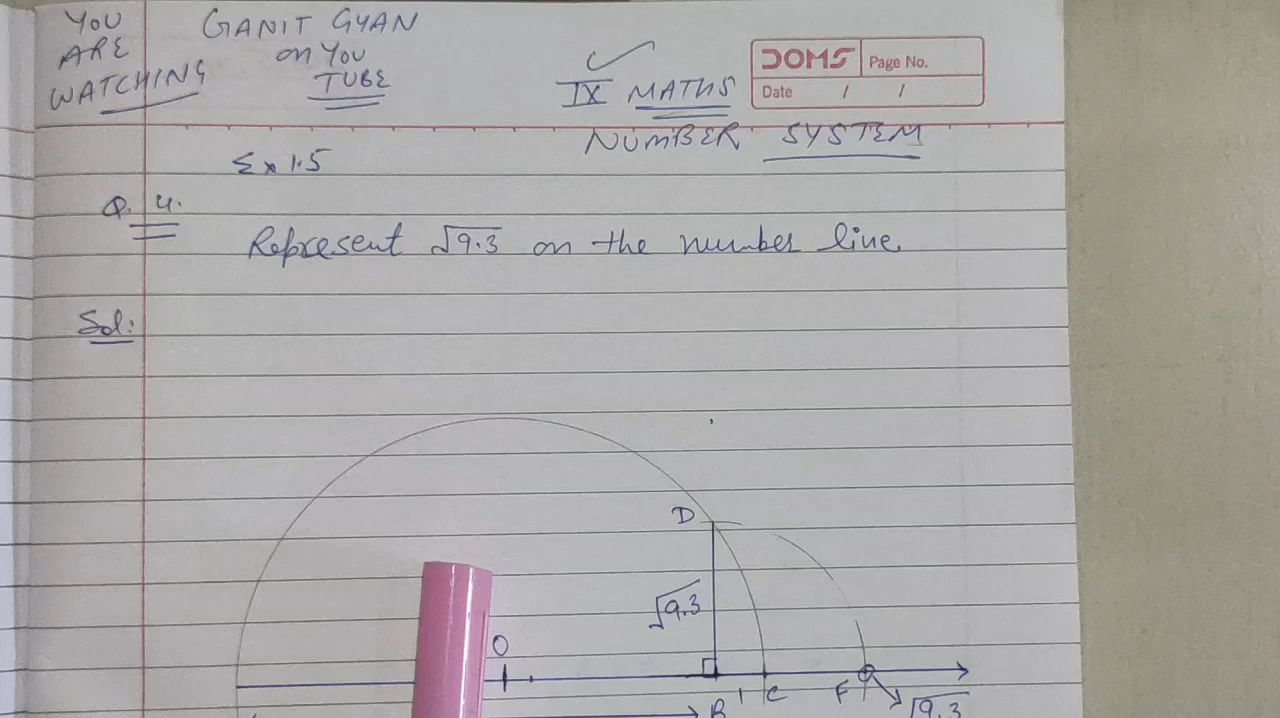 YOU
ARE
WATCHING
GANIT GYAN
on YOU
TUBE
IX MATHS
DOMS Page No.
Date / /
NUMBER SYSTEM
Ex 1.5
Q. 4.
Represent √9.3 on the number line.
Sol:
D
√9.3
O
B 1 C F
√9.3